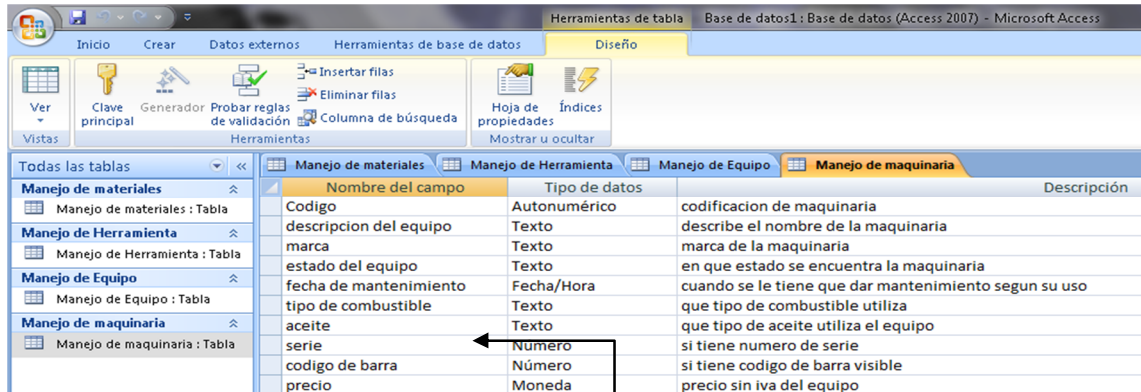 Herramientas de tabla Base de datos1 : Base de datos (Access 2007) - Microsoft Access
Inicio Crear Datos externos Herramientas de base de datos Diseño
Ver
Clave principal
Generador
Probar reglas de validación
Insertar filas
Eliminar filas
Columna de búsqueda
Hoja de propiedades
Índices
Vistas Herramientas Mostrar u ocultar
Todas las tablas
Manejo de materiales
Manejo de materiales : Tabla
Manejo de Herramienta
Manejo de Herramienta : Tabla
Manejo de Equipo
Manejo de Equipo : Tabla
Manejo de maquinaria
Manejo de maquinaria : Tabla
Manejo de materiales Manejo de Herramienta Manejo de Equipo Manejo de maquinaria
Nombre del campo Tipo de datos Descripción
Codigo Autonumérico codificacion de maquinaria
descripcion del equipo Texto describe el nombre de la maquinaria
marca Texto marca de la maquinaria
estado del equipo Texto en que estado se encuentra la maquinaria
fecha de mantenimiento Fecha/Hora cuando se le tiene que dar mantenimiento segun su uso
tipo de combustible Texto que tipo de combustible utiliza
aceite Texto que tipo de aceite utiliza el equipo
serie Número si tiene numero de serie
codigo de barra Número si tiene codigo de barra visible
precio Moneda precio sin iva del equipo